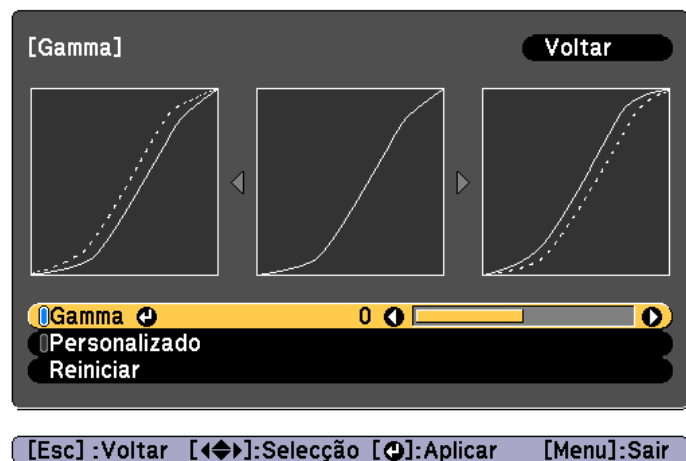 [Gamma] Voltar
Gamma 0
Personalizado
Reiniciar
[Esc] :Voltar []:Selecção []:Aplicar [Menu]:Sair